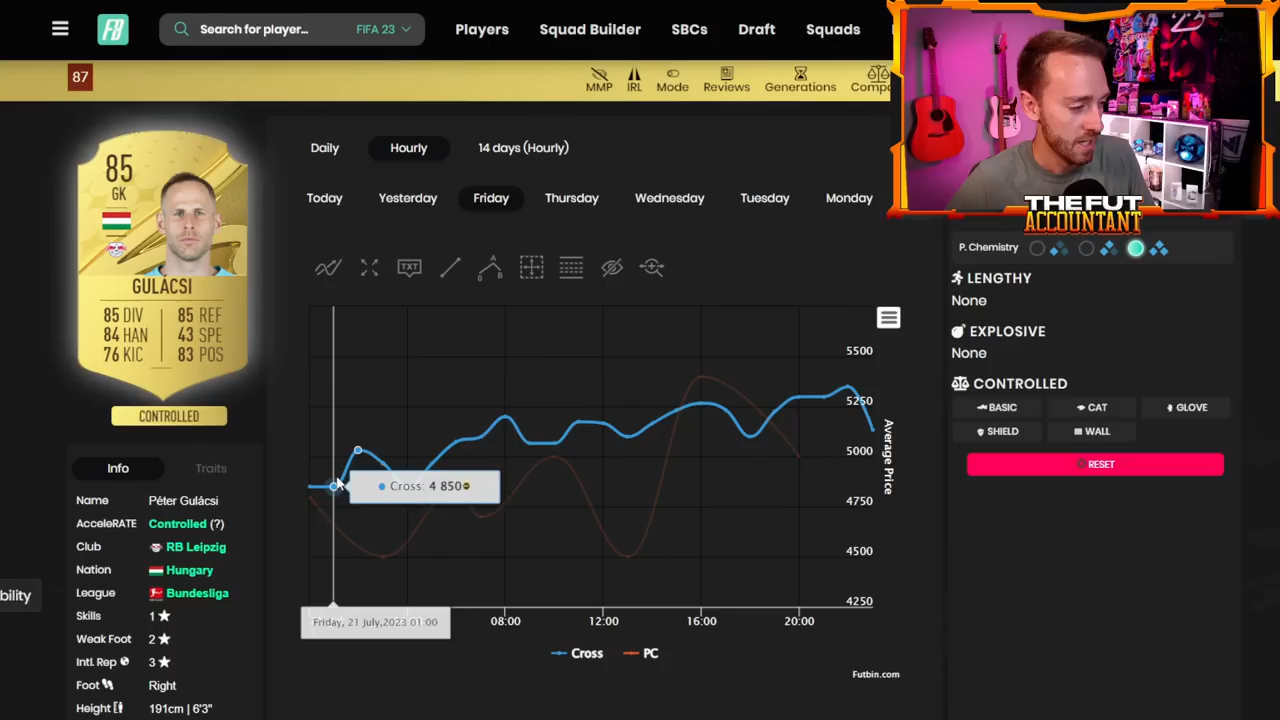 FB
Search for player...
FIFA 23
Players
Squad Builder
SBCs
Draft
Squads
87
MMP
IRL
Mode
Reviews
Generations
Compa
85
GK
GULÁCSI
85 DIV
85 REF
84 HAN
43 SPE
76 KIC
83 POS
CONTROLLED
Info
Traits
Name
Péter Gulácsi
AcceleRATE
Controlled (?)
Club
RB Leipzig
Nation
Hungary
League
Bundesliga
Skills
1
Weak Foot
2
Intl. Rep
3
Foot
Right
Height
191cm | 6'3"
bility
Daily
Hourly
14 days (Hourly)
Today
Yesterday
Friday
Thursday
Wednesday
Tuesday
Monday
TXT
5500
5250
5000
4750
4500
4250
Average Price
Cross: 4 850
Friday, 21 July,2023 01:00
08:00
12:00
16:00
20:00
Cross
PC
Futbin.com
THE FUT
ACCOUNTANT
P. Chemistry
LENGTHY
None
EXPLOSIVE
None
CONTROLLED
BASIC
CAT
GLOVE
SHIELD
WALL
RESET